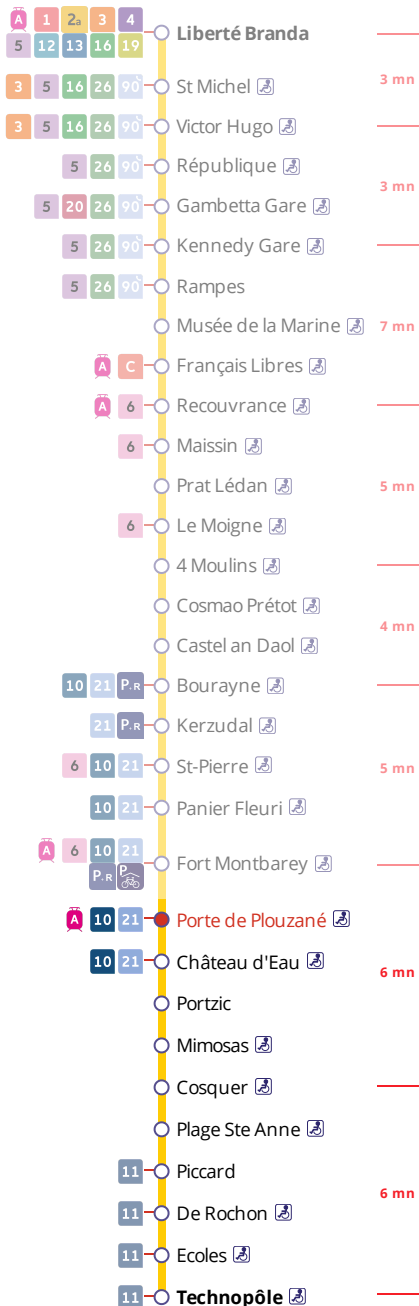 A 1 2a 3 4
Liberté Branda
5 12 13 16 19
3 mn
3 5 16 26 90 St Michel
3 5 16 26 90 Victor Hugo
5 26 90 République
3 mn
5 20 26 90 Gambetta Gare
5 26 90 Kennedy Gare
5 26 90 Rampes
Musée de la Marine 7 mn
A C Français Libres
A 6 Recouvrance
6 Maissin
Prat Lédan 5 mn
6 Le Moigne
4 Moulins
Cosmao Prétot
4 mn
Castel an Daol
10 21 P.R Bourayne
21 P.R Kerzudal
6 10 21 St-Pierre 5 mn
10 21 Panier Fleuri
A 6 10 21
Fort Montbarey
P.R P
A 10 21 Porte de Plouzané
10 21 Château d'Eau
6 mn
Portzic
Mimosas
Cosquer
Plage Ste Anne
11 Piccard
6 mn
11 De Rochon
11 Ecoles
11 Technopôle